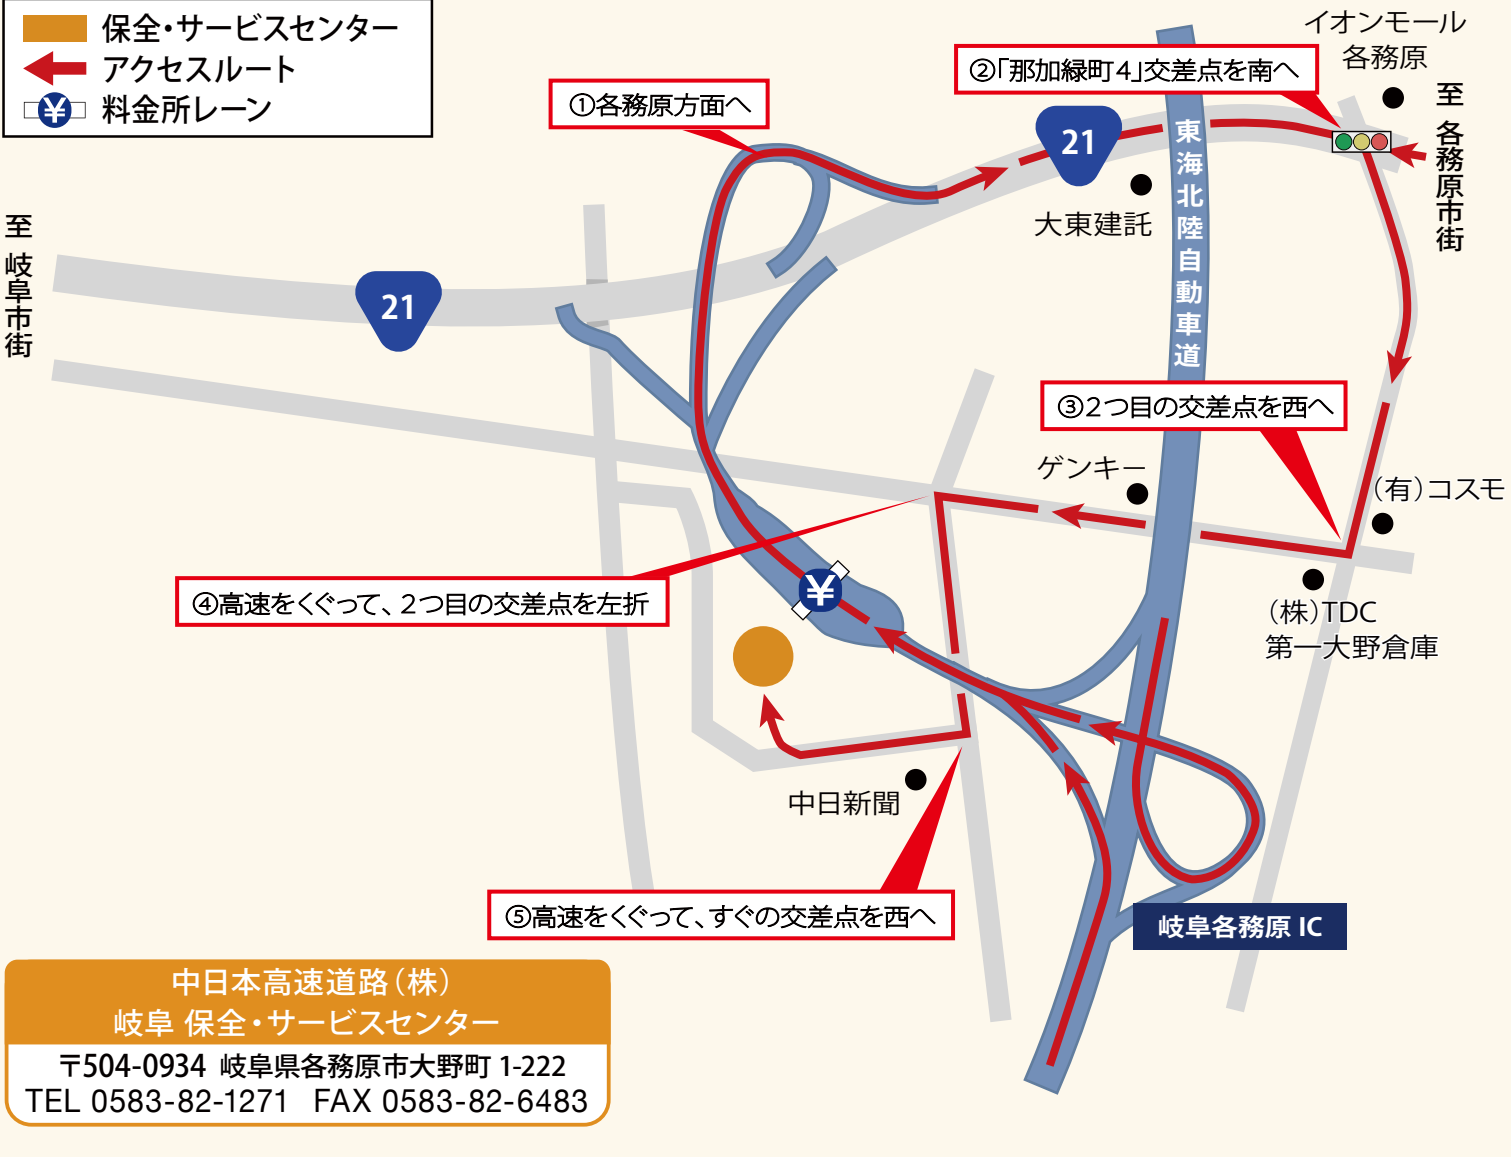 保全・サービスセンター
アクセスルート
¥ 料金所レーン
イオンモール
各務原
②「那加緑町4」交差点を南へ
①各務原方面へ
至 各務原市街
21
東海北陸自動車道
大東建託
至 岐阜市街
21
③2つ目の交差点を西へ
ゲンキー
(有)コスモ
④高速をくぐって、2つ目の交差点を左折
¥
(株)TDC
第一大野倉庫
中日新聞
⑤高速をくぐって、すぐの交差点を西へ
岐阜各務原 IC
中日本高速道路(株)
岐阜 保全・サービスセンター
〒504-0934 岐阜県各務原市大野町 1-222
TEL 0583-82-1271 FAX 0583-82-6483